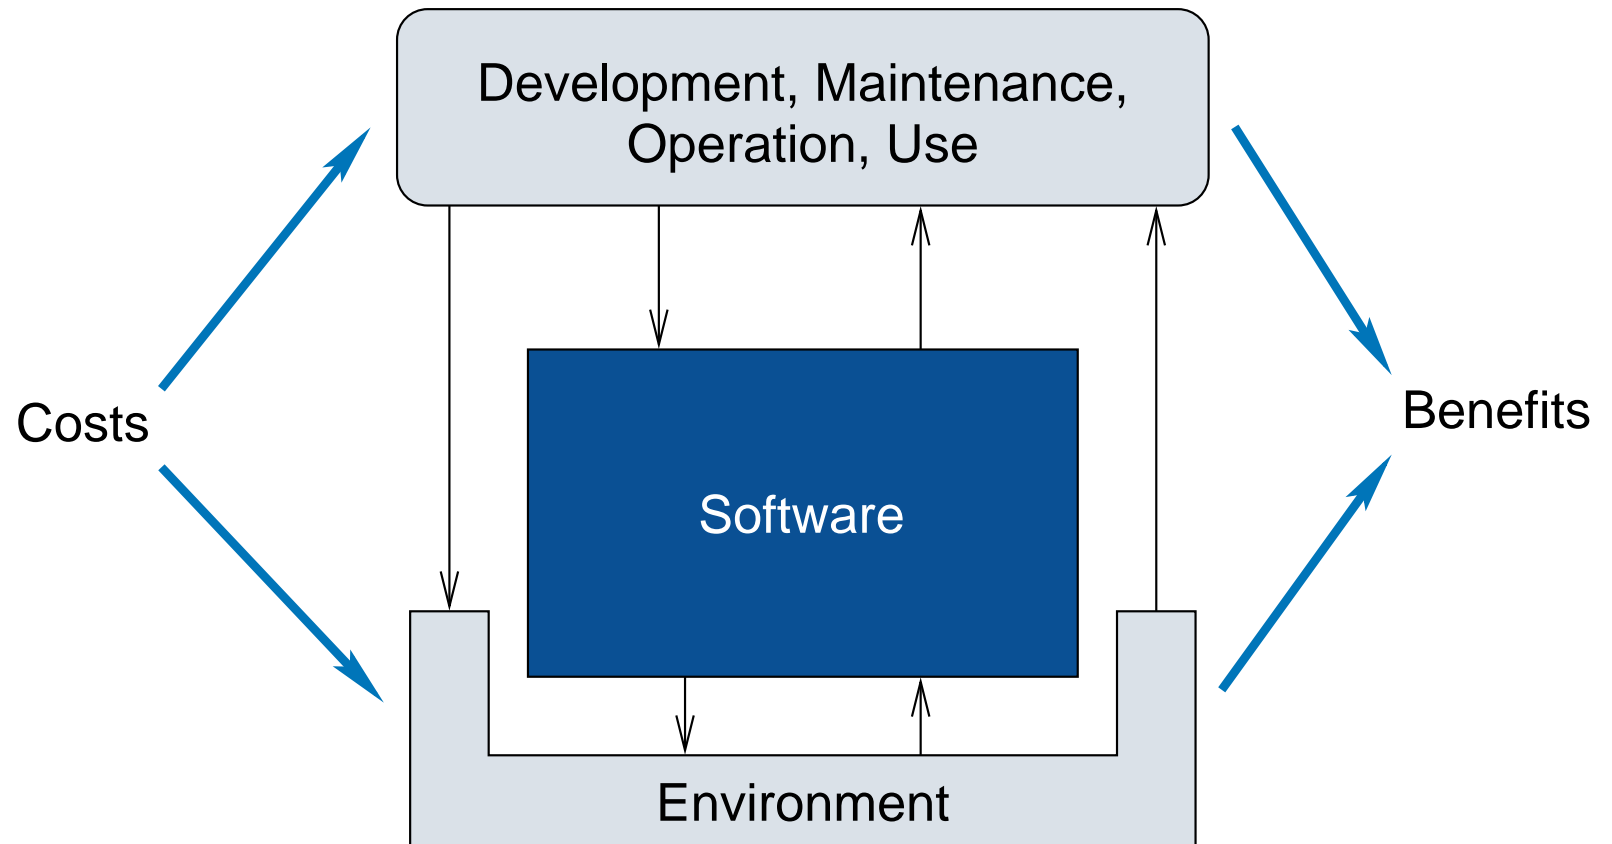 Development, Maintenance,
Operation, Use
Costs
Benefits
Software
Environment